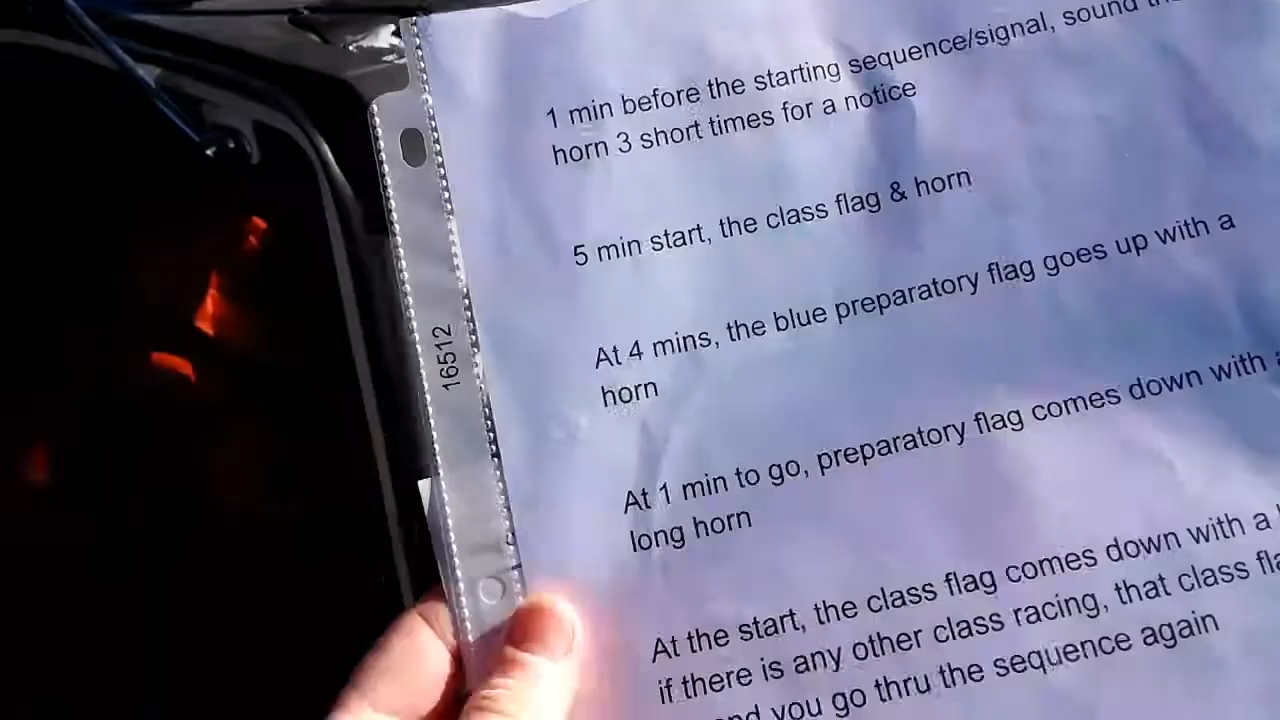 1 min before the starting sequence/signal, sound
horn 3 short times for a notice
5 min start, the class flag & horn
At 4 mins, the blue preparatory flag goes up with a
horn
At 1 min to go, preparatory flag comes down with a
long horn
At the start, the class flag comes down with a
if there is any other class racing, that class
you go thru the sequence again
16512